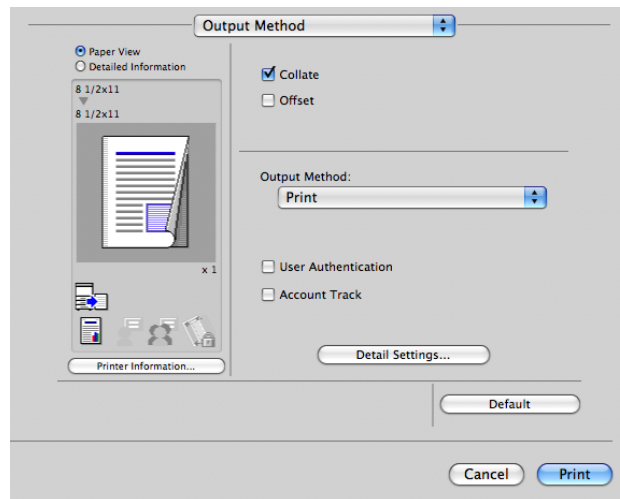 Output Method
Paper View
Detailed Information
8 1/2x11
8 1/2x11
x 1
Printer Information...
Collate
Offset
Output Method:
Print
User Authentication
Account Track
Detail Settings...
Default
Cancel
Print